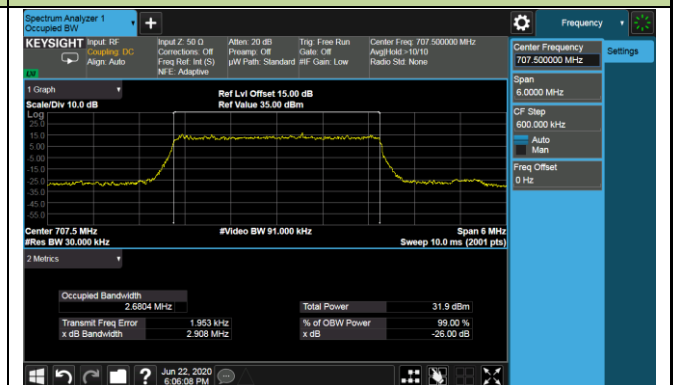 Spectrum Analyzer 1
Occupied BW
+
Frequency
KEYSIGHT
Input: RF
Coupling: DC
Align: Auto
Input Z: 50 Ω
Corrections: Off
Freq Ref: Int (S)
NFE: Adaptive
Atten: 20 dB
Preamp: Off
µW Path: Standard
Trig: Free Run
Gate: Off
#IF Gain: Low
Center Freq: 707.500000 MHz
Avg|Hold:>10/10
Radio Std: None
Center Frequency
707.500000 MHz
Settings
Span
6.0000 MHz
CF Step
600.000 kHz
Auto
Man
Freq Offset
0 Hz
1 Graph
Scale/Div 10.0 dB
Ref Lvl Offset 15.00 dB
Ref Value 35.00 dBm
Log
25.0
15.0
5.00
-5.00
-15.0
-25.0
-35.0
-45.0
-55.0
Center 707.5 MHz
#Res BW 30.000 kHz
#Video BW 91.000 kHz
Span 6 MHz
Sweep 10.0 ms (2001 pts)
2 Metrics
Occupied Bandwidth
2.6804 MHz
Total Power 31.9 dBm
Transmit Freq Error 1.953 kHz
% of OBW Power 99.00 %
x dB Bandwidth 2.908 MHz
x dB -26.00 dB
?
Jun 22, 2020
6:06:08 PM